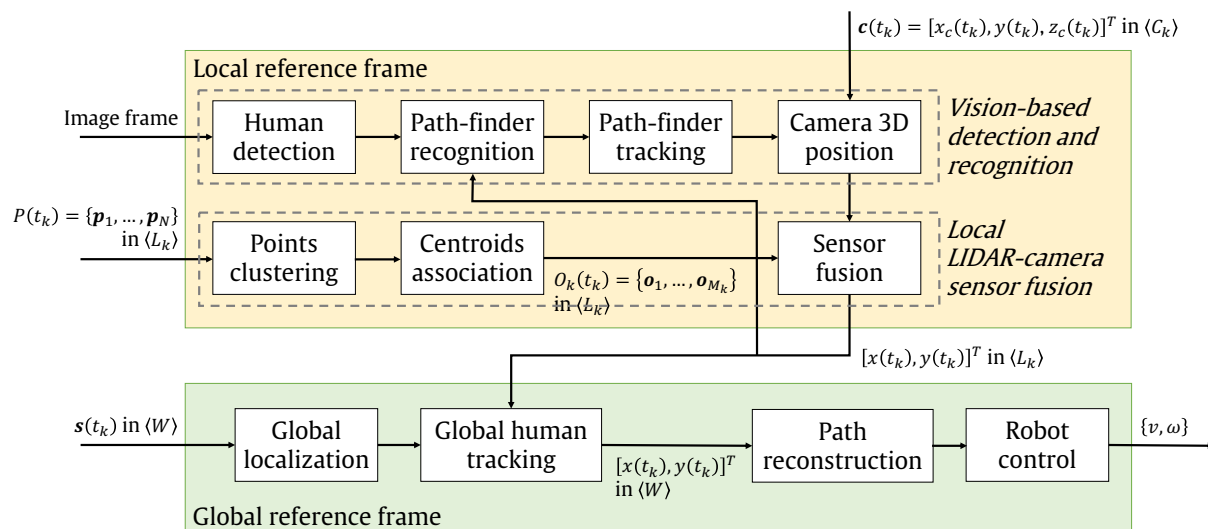 𝒄(t_k) = [x_c(t_k), y(t_k), z_c(t_k)]^T in ⟨C_k⟩
Local reference frame
Image frame
Human
detection
Path-finder
recognition
Path-finder
tracking
Camera 3D
position
Vision-based
detection and
recognition
P(t_k) = {𝒑_1, …, 𝒑_N}
in ⟨L_k⟩
Points
clustering
Centroids
association
O_k(t_k) = {𝒐_1, …, 𝒐_{M_k}}
in ⟨L_k⟩
Sensor
fusion
Local
LIDAR-camera
sensor fusion
[x(t_k), y(t_k)]^T in ⟨L_k⟩
𝒔(t_k) in ⟨W⟩
Global
localization
Global human
tracking
[x(t_k), y(t_k)]^T
in ⟨W⟩
Path
reconstruction
Robot
control
{v, ω}
Global reference frame